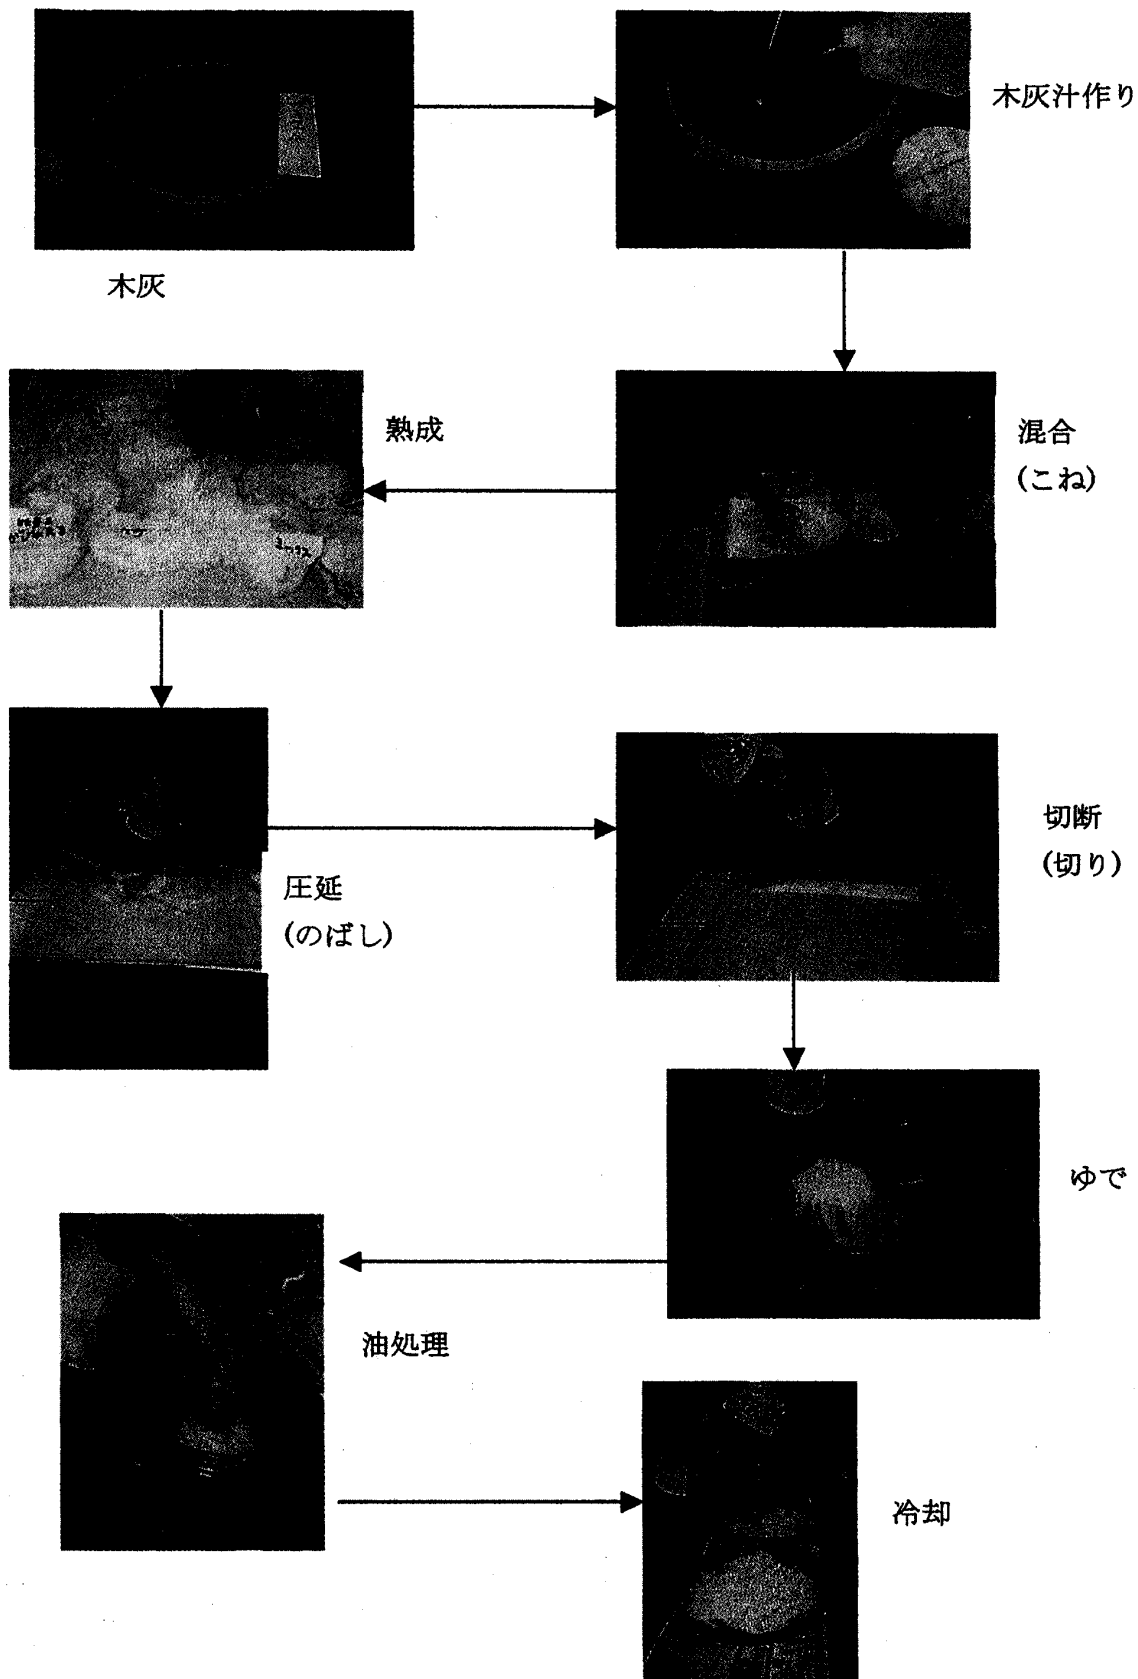 木灰
木灰汁作り
混合
(こね)
熟成
圧延
(のばし)
切断
(切り)
ゆで
油処理
冷却